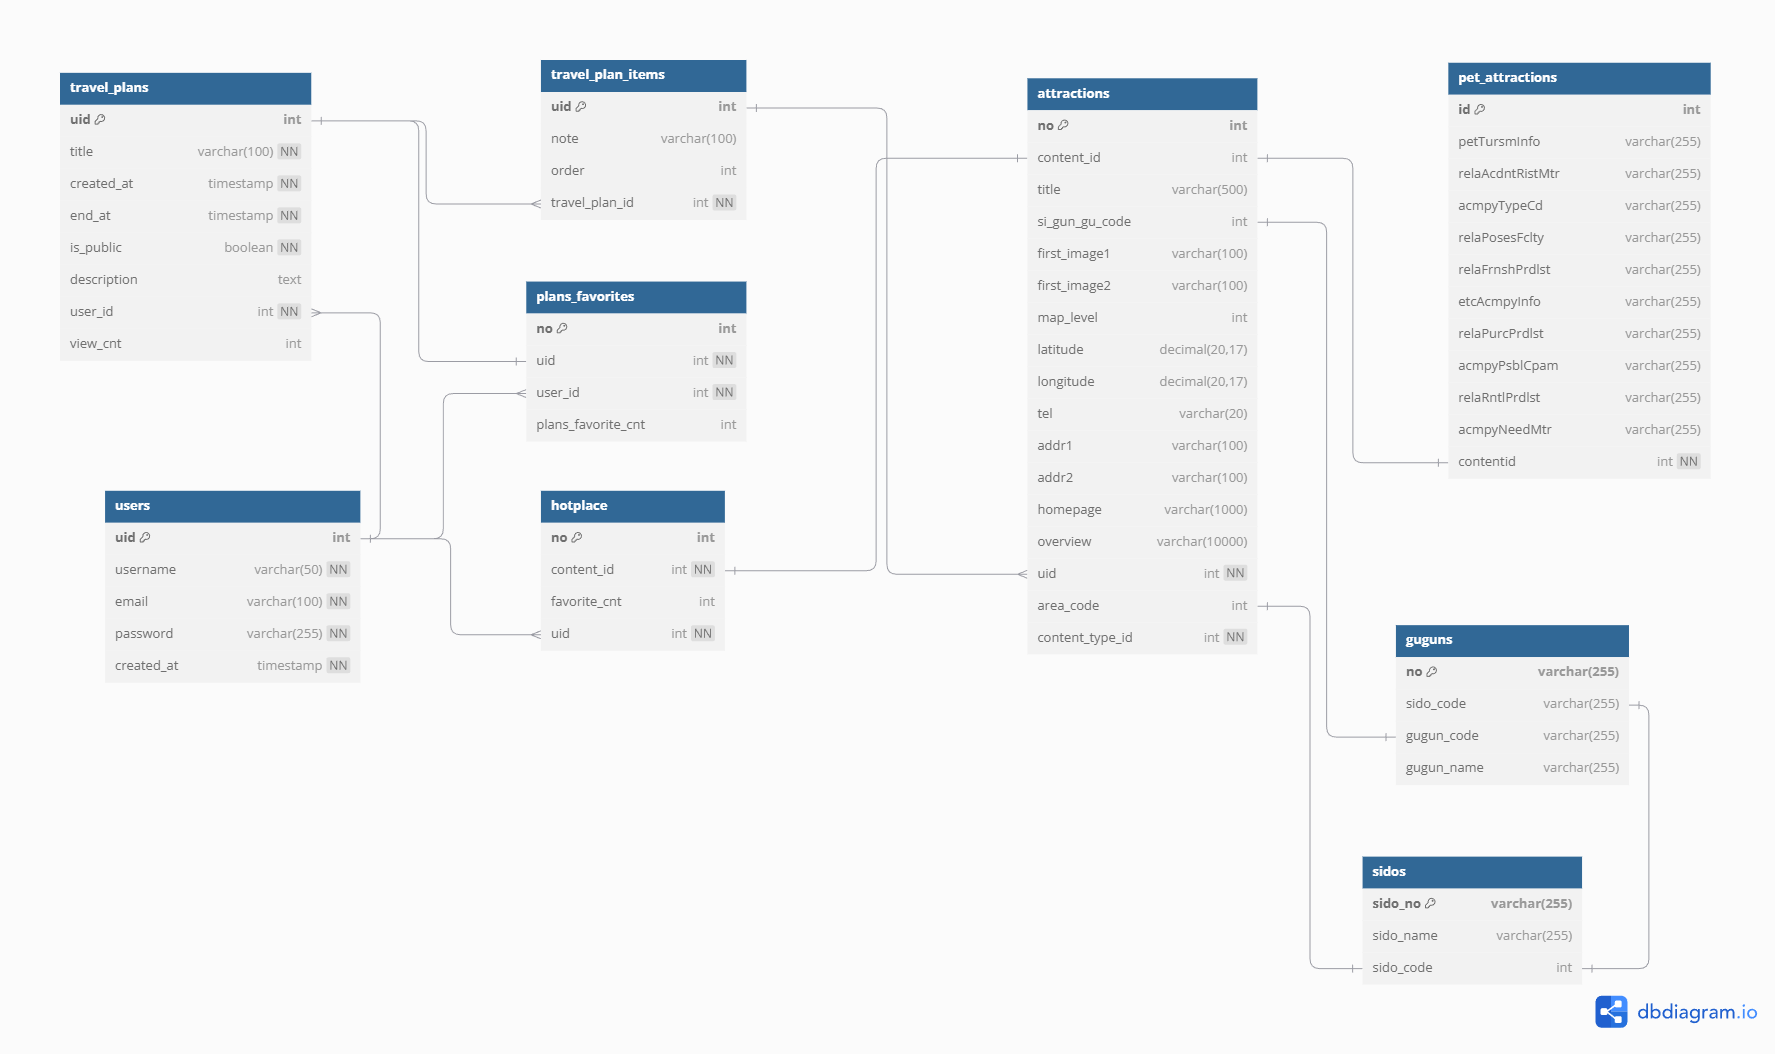 travel_plans
uid int
title varchar(100) NN
created_at timestamp NN
end_at timestamp NN
is_public boolean NN
description text
user_id int NN
view_cnt int
travel_plan_items
uid int
note varchar(100)
order int
travel_plan_id int NN
plans_favorites
no int
uid int NN
user_id int NN
plans_favorite_cnt int
users
uid int
username varchar(50) NN
email varchar(100) NN
password varchar(255) NN
created_at timestamp NN
hotplace
no int
content_id int NN
favorite_cnt int
uid int NN
attractions
no int
content_id int
title varchar(500)
si_gun_gu_code int
first_image1 varchar(100)
first_image2 varchar(100)
map_level int
latitude decimal(20,17)
longitude decimal(20,17)
tel varchar(20)
addr1 varchar(100)
addr2 varchar(100)
homepage varchar(1000)
overview varchar(10000)
uid int NN
area_code int
content_type_id int NN
pet_attractions
id int
petTursmInfo varchar(255)
relaAcdntRistMtr varchar(255)
acmpyTypeCd varchar(255)
relaPosesFclty varchar(255)
relaFrnshPrdlst varchar(255)
etcAcmpyInfo varchar(255)
relaPurcPrdlst varchar(255)
acmpyPsblCpam varchar(255)
relaRntlPrdlst varchar(255)
acmpyNeedMtr varchar(255)
contentid int NN
guguns
no varchar(255)
sido_code varchar(255)
gugun_code varchar(255)
gugun_name varchar(255)
sidos
sido_no varchar(255)
sido_name varchar(255)
sido_code int
dbdiagram.io